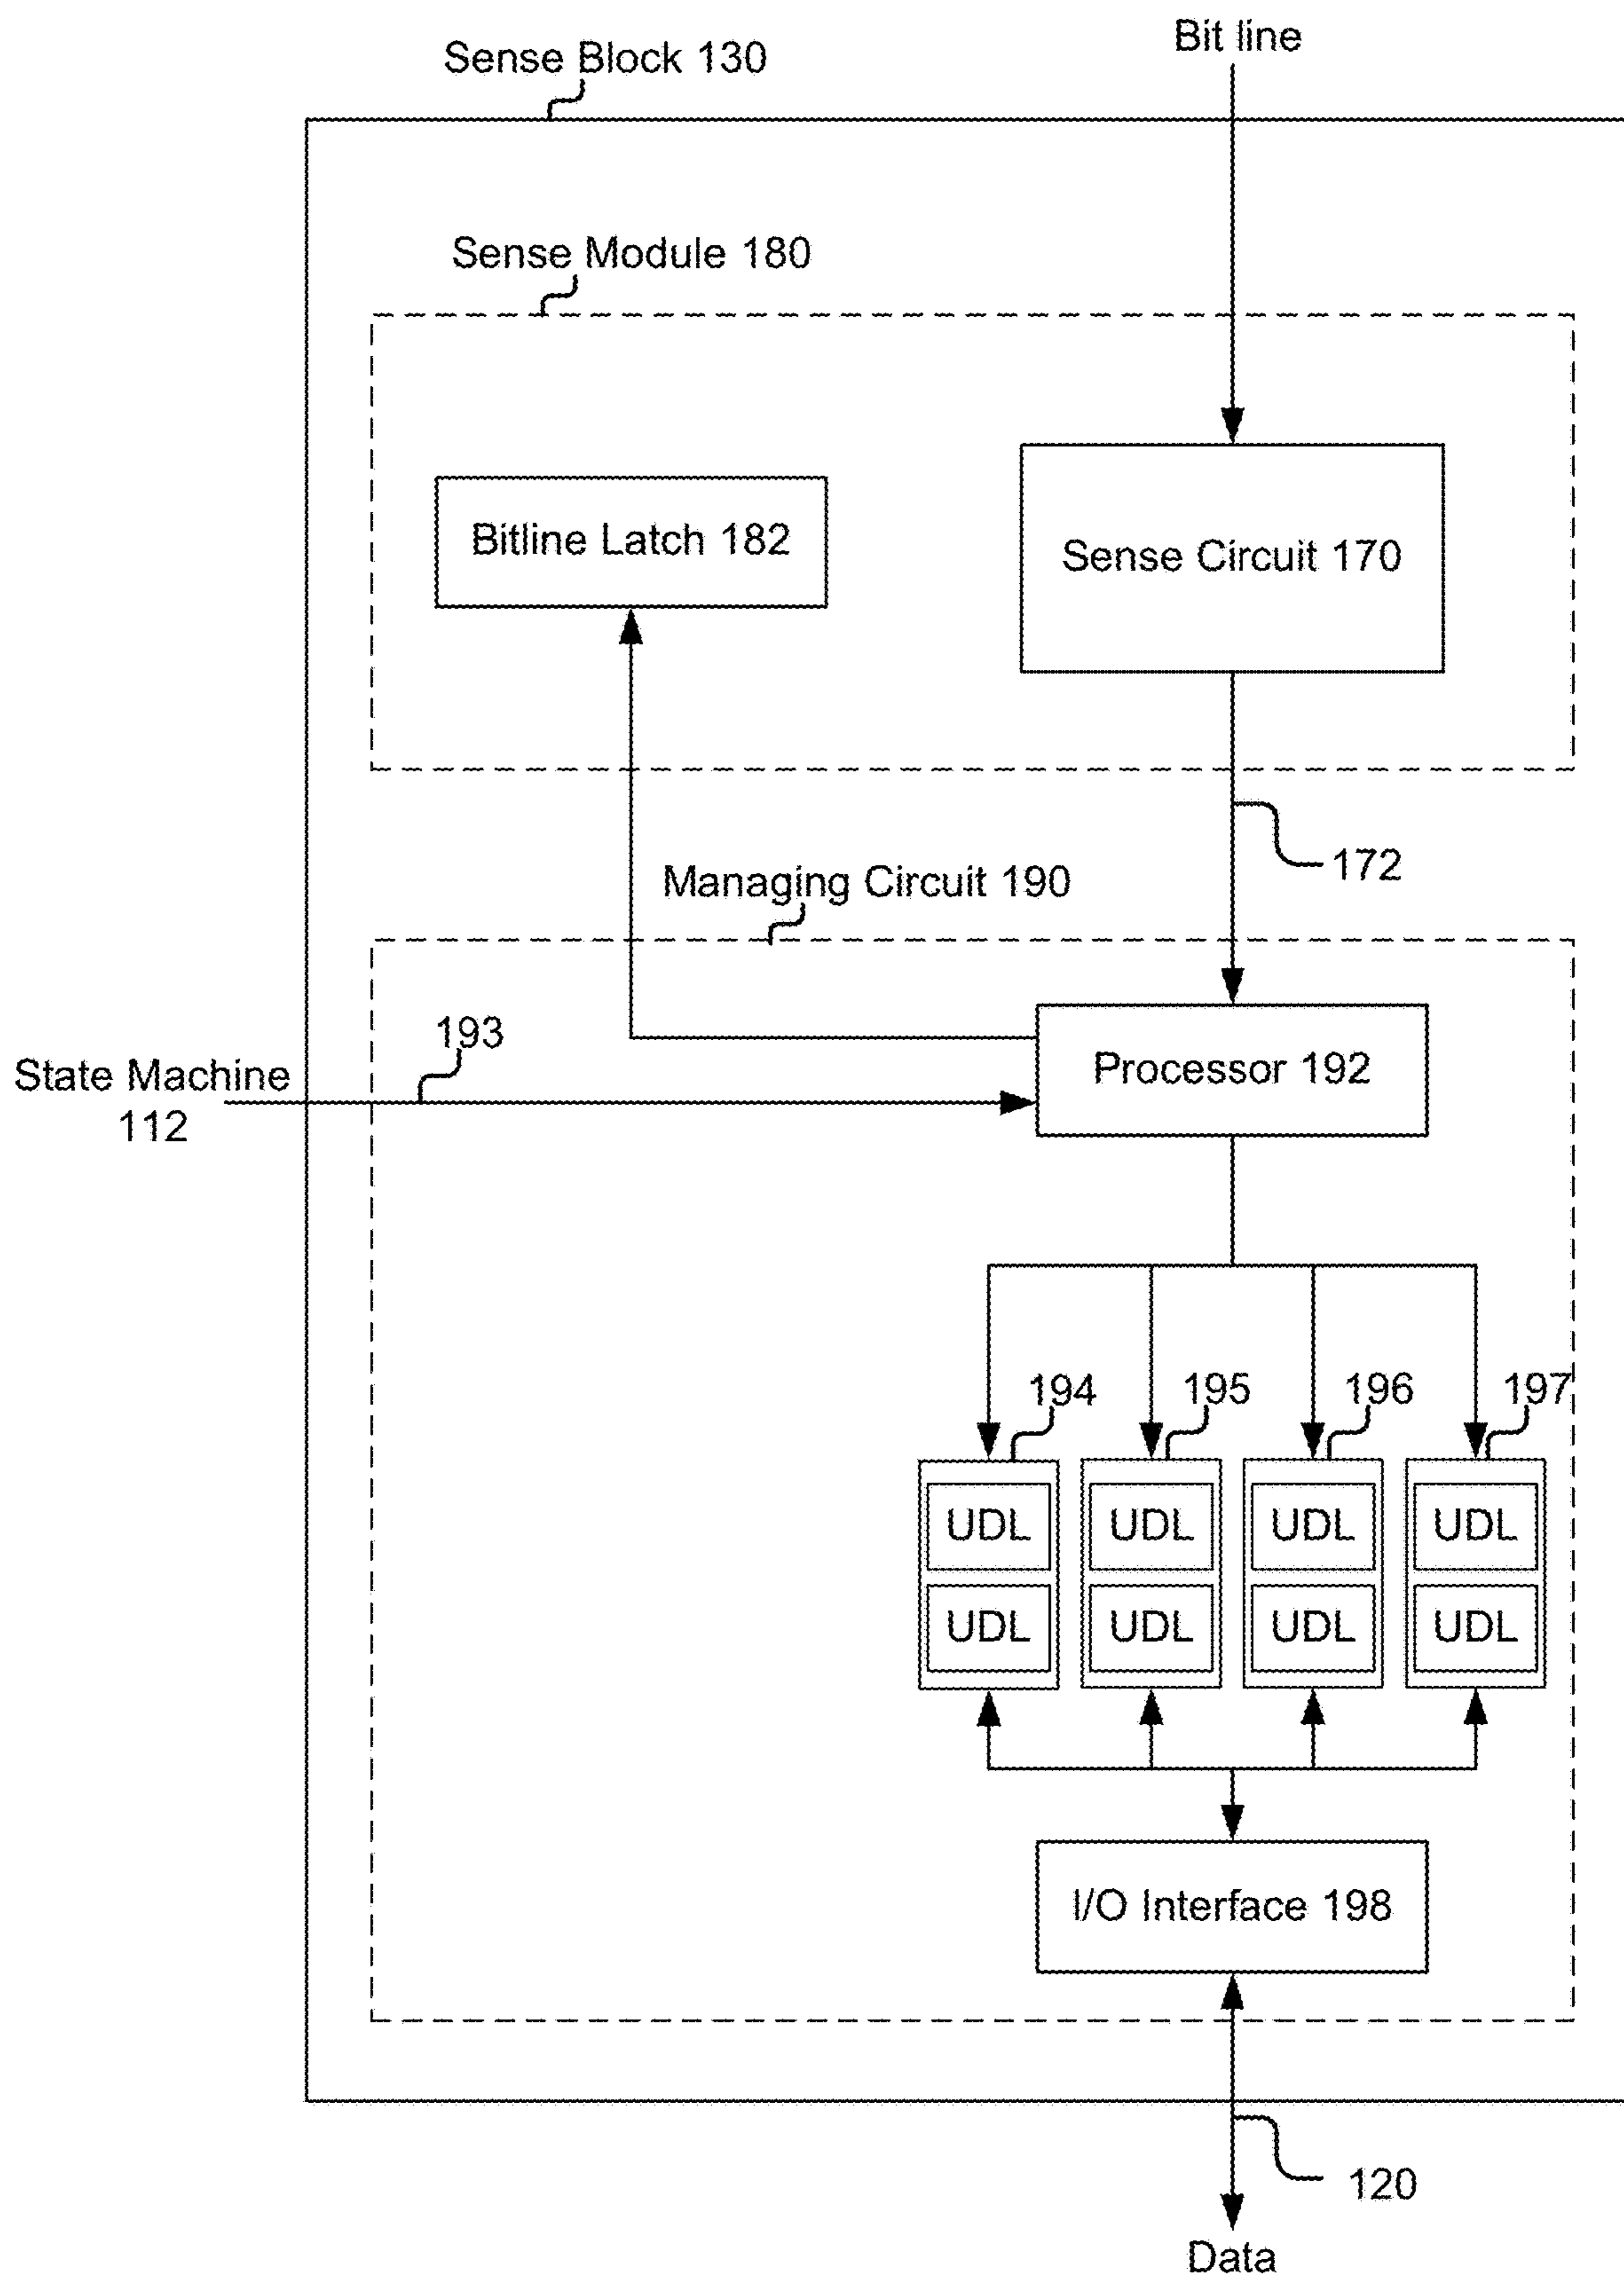 Bit line
Sense Block 130
Sense Module 180
Bitline Latch 182
Sense Circuit 170
172
Managing Circuit 190
193
State Machine
112
Processor 192
194 195 196 197
UDL UDL UDL UDL
UDL UDL UDL UDL
I/O Interface 198
120
Data